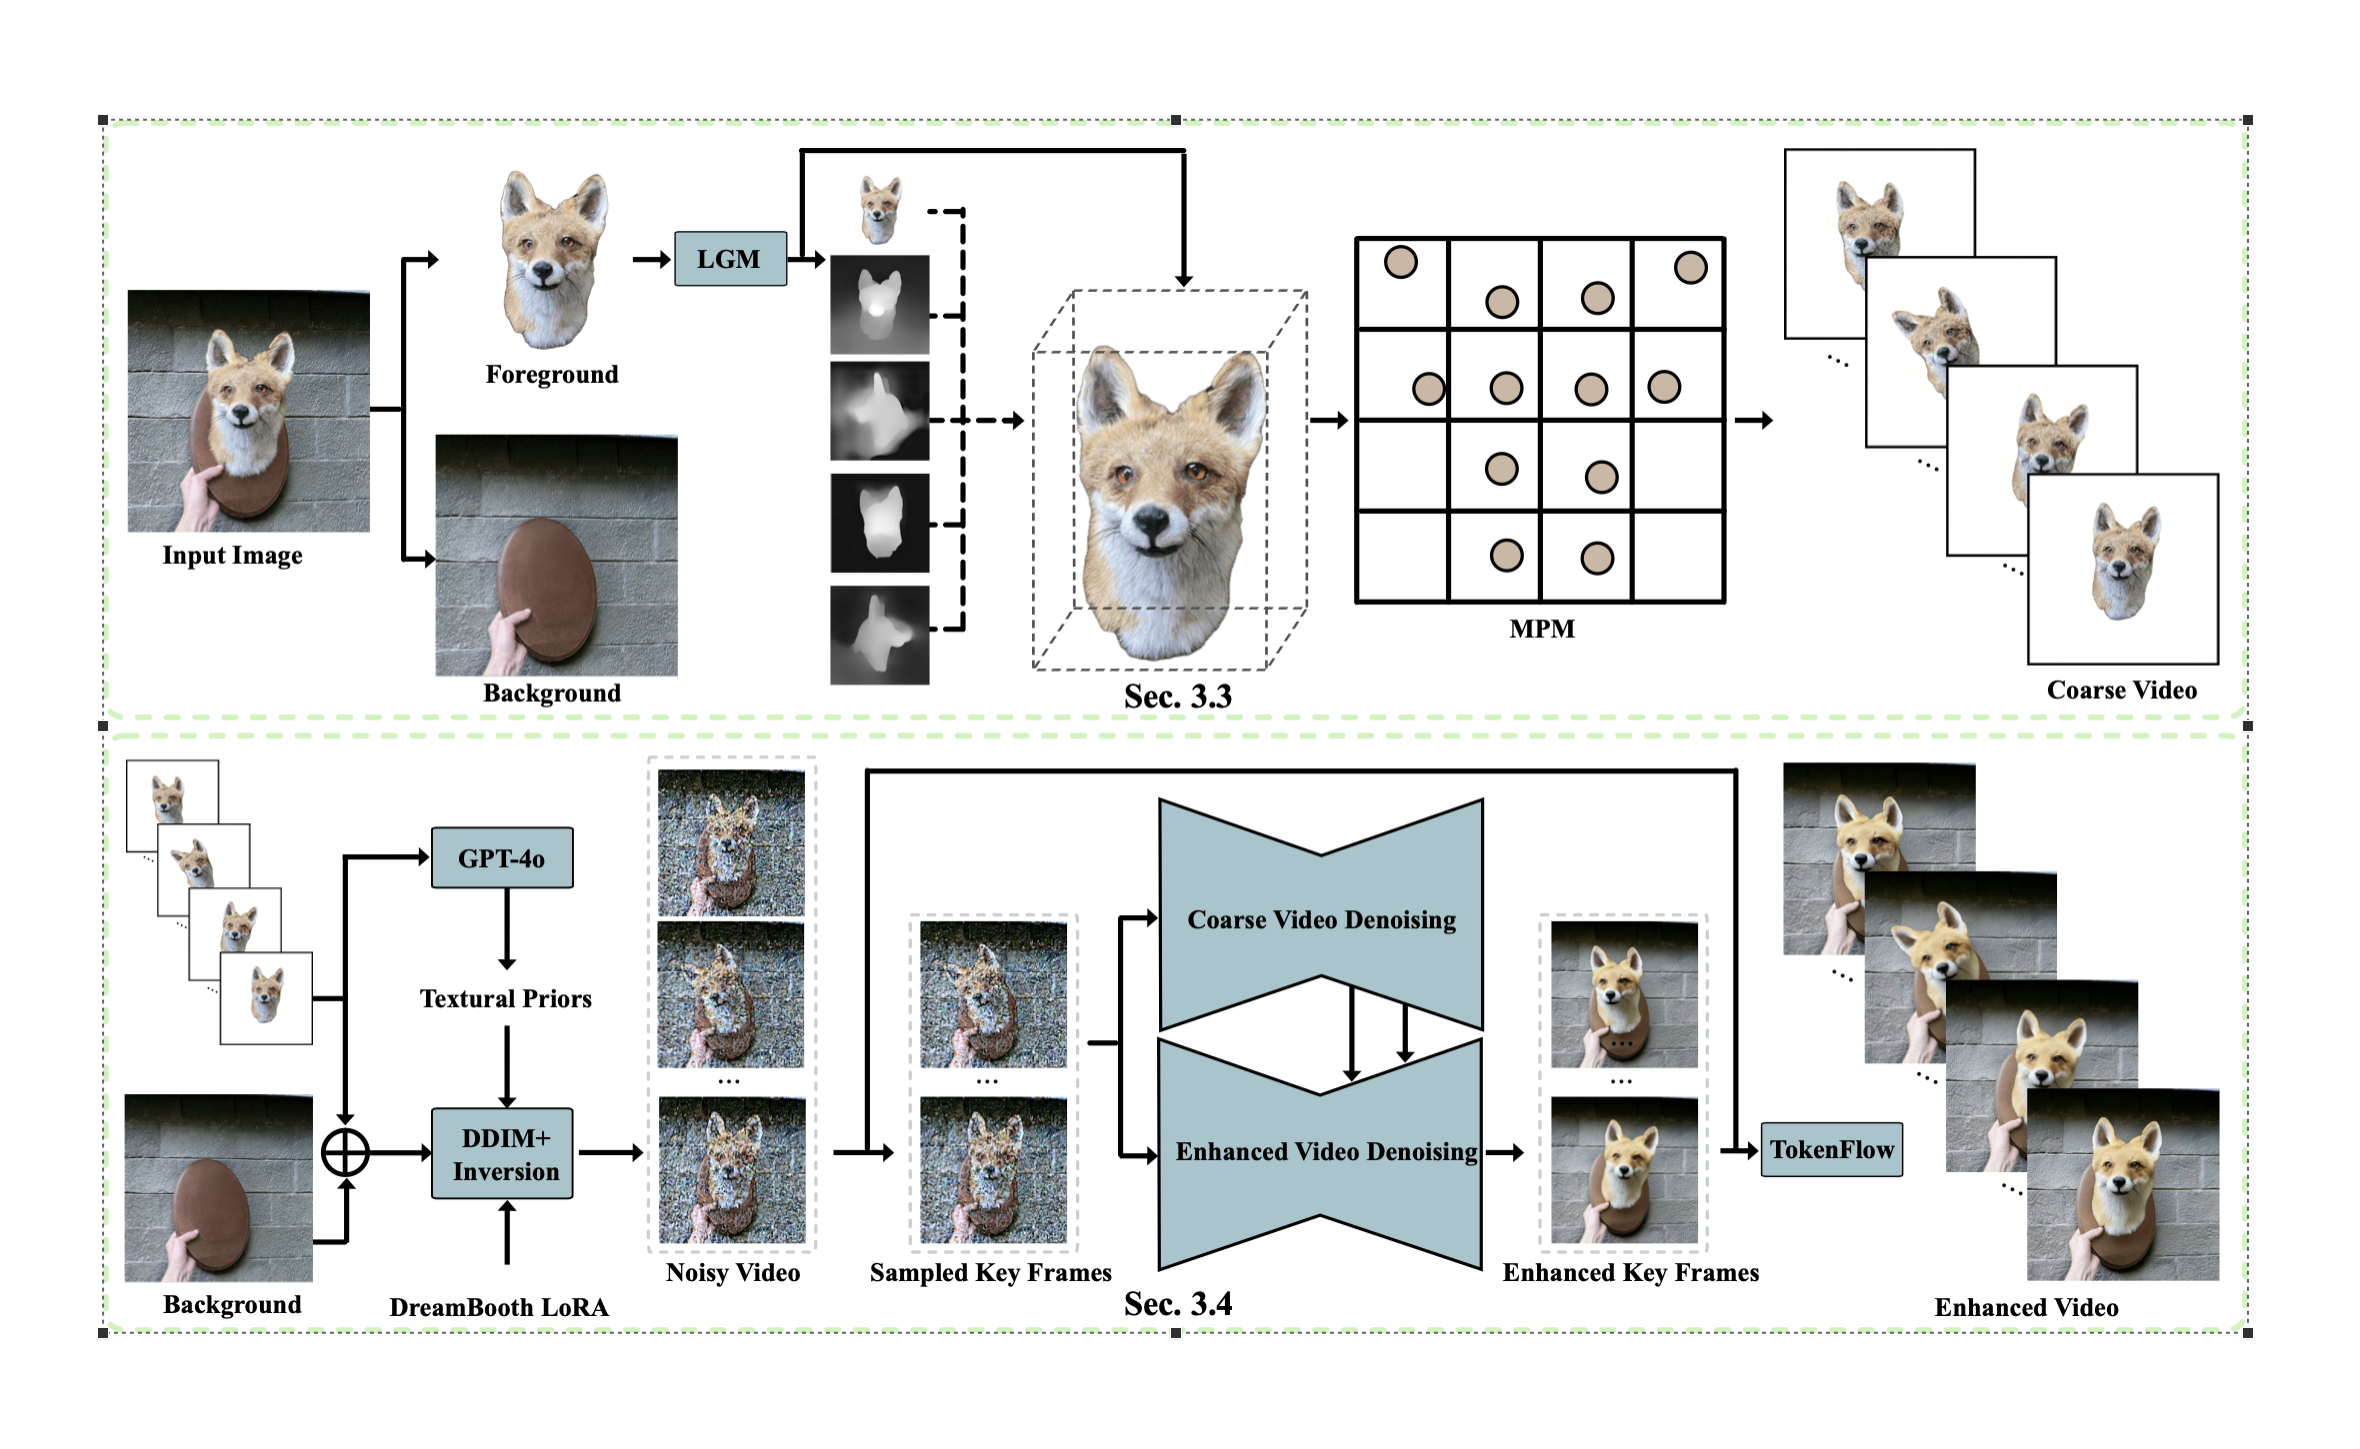 LGM
Foreground
Input Image
Background
MPM
Sec. 3.3
Coarse Video
GPT-4o
Coarse Video Denoising
Textural Priors
DDIM+
Inversion
Enhanced Video Denoising
TokenFlow
Background
DreamBooth LoRA
Noisy Video
Sampled Key Frames
Sec. 3.4
Enhanced Key Frames
Enhanced Video